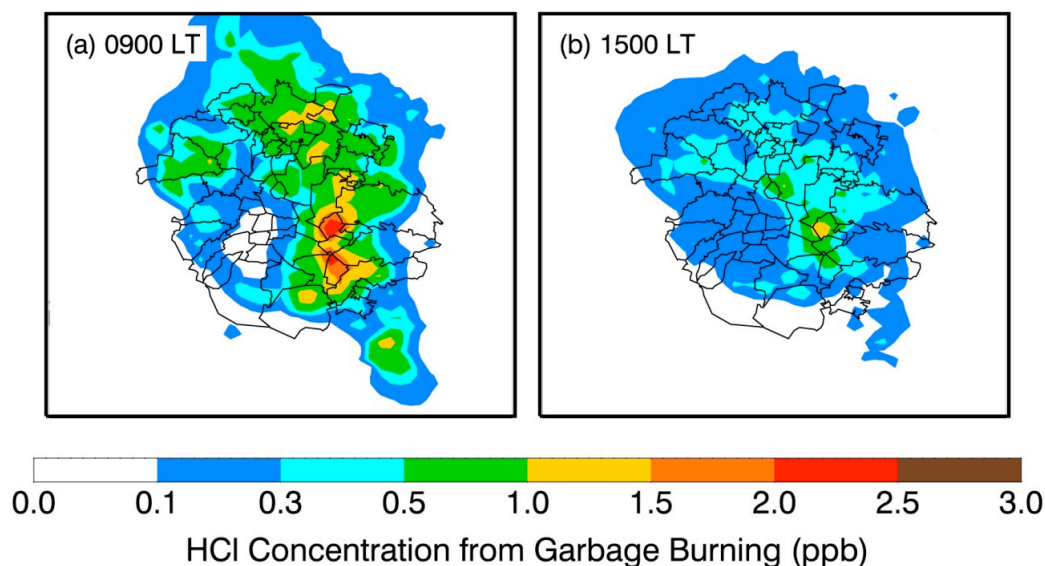 (a) 0900 LT
(b) 1500 LT
0.0 0.1 0.3 0.5 1.0 1.5 2.0 2.5 3.0
HCl Concentration from Garbage Burning (ppb)